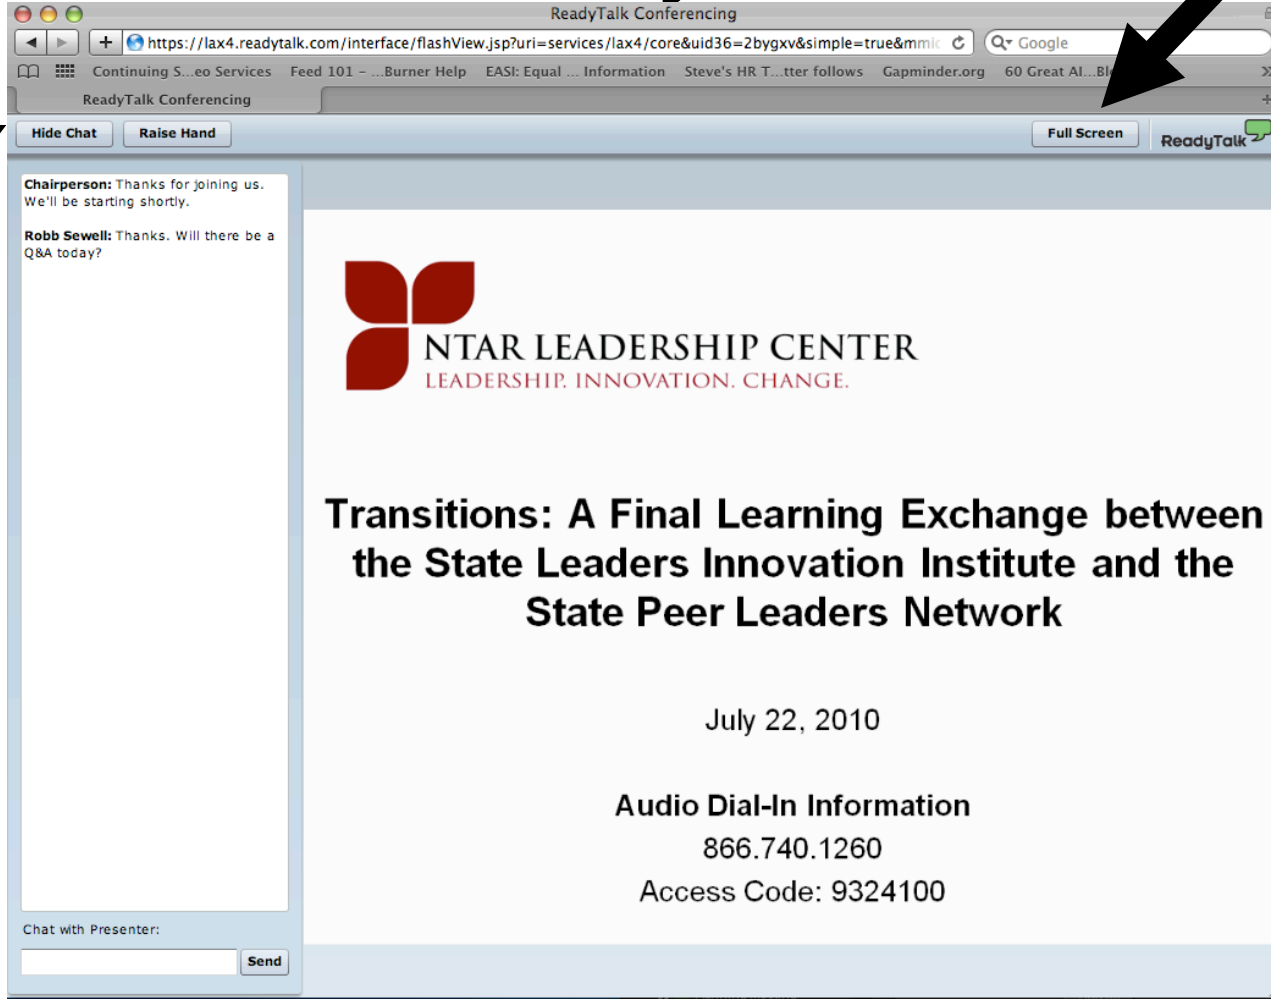 ReadyTalk Conferencing
https://lax4.readytalk.com/interface/flashView.jsp?uri=services/lax4/core&uid36=2bygxv&simple=true&mmic
Google
Continuing S...eo Services Feed 101 – ...Burner Help EASI: Equal ... Information Steve's HR T...tter follows Gapminder.org 60 Great Al...Bl
ReadyTalk Conferencing
Hide Chat Raise Hand Full Screen ReadyTalk
Chairperson: Thanks for joining us.
We'll be starting shortly.
Robb Sewell: Thanks. Will there be a
Q&A today?
NTAR LEADERSHIP CENTER
LEADERSHIP. INNOVATION. CHANGE.
Transitions: A Final Learning Exchange between
the State Leaders Innovation Institute and the
State Peer Leaders Network
July 22, 2010
Audio Dial-In Information
866.740.1260
Access Code: 9324100
Chat with Presenter:
Send